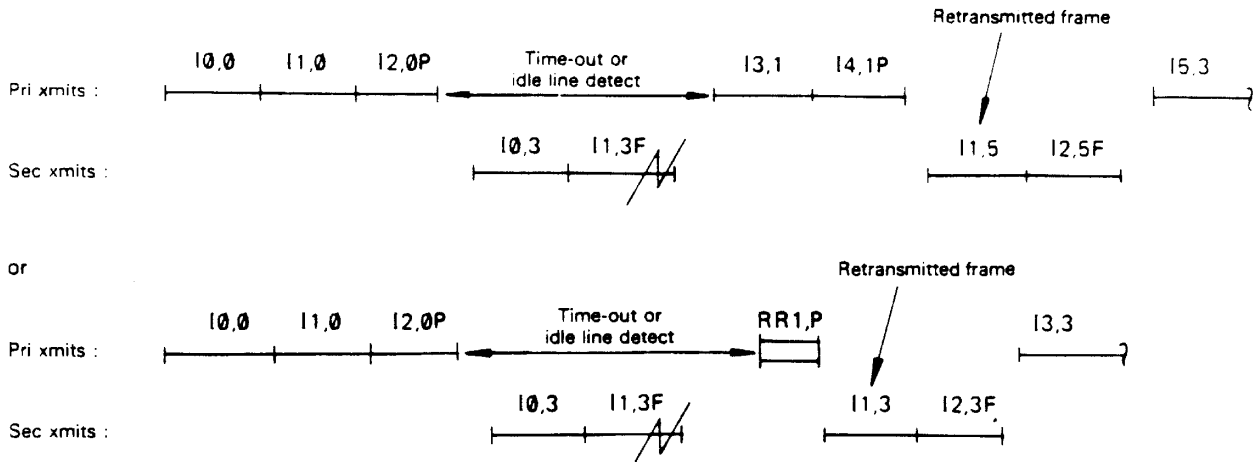 Retransmitted frame
Pri xmits : I0,0 I1,0 I2,0P Time-out or idle line detect I3,1 I4,1P I5,3
Sec xmits : I0,3 I1,3F I1,5 I2,5F
or
Retransmitted frame
Pri xmits : I0,0 I1,0 I2,0P Time-out or idle line detect RR1,P I3,3
Sec xmits : I0,3 I1,3F I1,3 I2,3F